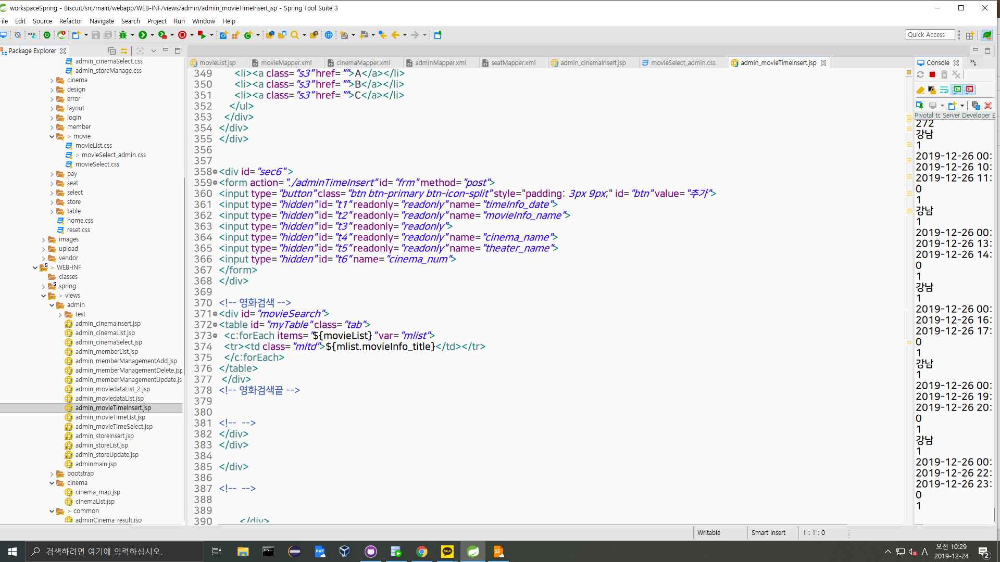 workspaceSpring - Biscuit/src/main/webapp/WEB-INF/views/admin/admin_movieTimeInsert.jsp - Spring Tool Suite 3
File Edit Source Refactor Navigate Search Project Run Window Help
Quick Access
Package Explorer
admin_cinemaSelect.css
admin_storeManage.css
cinema
design
error
layout
login
member
> movie
movieList.css
> movieSelect_admin.css
movieSelect.css
pay
seat
select
store
table
home.css
reset.css
images
upload
vendor
> WEB-INF
classes
spring
> views
admin
test
admin_cinemaInsert.jsp
admin_cinemaList.jsp
admin_cinemaSelect.jsp
admin_memberList.jsp
admin_memberManagementAdd.jsp
admin_memberManagementDelete.jsp
admin_memberManagementUpdate.js
admin_moviedataList_2.jsp
admin_moviedataList.jsp
admin_movieTimeInsert.jsp
admin_movieTimeList.jsp
admin_movieTimeSelect.jsp
admin_storeInsert.jsp
admin_storeList.jsp
admin_storeUpdate.jsp
adminmain.jsp
bootstrap
cinema
cinema_map.jsp
cinemaList.jsp
> common
adminCinema_result.jsp
movieList.jsp movieMapper.xml cinemaMapper.xml adminMapper.xml seatMapper.xml admin_cinemaInsert.jsp movieSelect_admin.css admin_movieTimeInsert.jsp
349 <li><a class="s3" href="">A</a></li>
350 <li><a class="s3" href="">B</a></li>
351 <li><a class="s3" href="">C</a></li>
352 </ul>
353 </div>
354 </div>
355 </div>
356
357
358 <div id="sec6">
359 <form action="./adminTimeInsert" id="frm" method="post">
360 <input type="button" class="btn btn-primary btn-icon-split" style="padding: 3px 9px;" id="btn" value="추가">
361 <input type="hidden" id="t1" readonly="readonly" name="timeInfo_date">
362 <input type="hidden" id="t2" readonly="readonly" name="movieInfo_name">
363 <input type="hidden" id="t3" readonly="readonly">
364 <input type="hidden" id="t4" readonly="readonly" name="cinema_name">
365 <input type="hidden" id="t5" readonly="readonly" name="theater_name">
366 <input type="hidden" id="t6" name="cinema_num">
367 </form>
368 </div>
369
370 <!-- 영화검색 -->
371 <div id="movieSearch">
372 <table id="myTable" class="tab">
373 <c:forEach items="${movieList}" var="mlist">
374 <tr><td class="mltd">${mlist.movieInfo_title}</td></tr>
375 </c:forEach>
376 </table>
377 </div>
378 <!-- 영화검색끝 -->
379
380
381 <!-- -->
382 </div>
383 </div>
384
385 </div>
386
387 <!-- -->
388
389
390 </div>
Console
6
Pivotal tc Server Developer E
272
강남
1
2019-12-26 00:
2019-12-26 10:
2019-12-26 11:
0
1
강남
1
2019-12-26 00:
2019-12-26 13:
2019-12-26 14:
0
1
강남
1
2019-12-26 00:
2019-12-26 16:
2019-12-26 17:
0
1
강남
1
2019-12-26 00:
2019-12-26 19:
2019-12-26 20:
0
1
강남
1
2019-12-26 00:
2019-12-26 22:
2019-12-26 23:
0
1
Writable Smart Insert 1 : 1 : 0
검색하려면 여기에 입력하십시오.
HWP
TALK
A
오전 10:29
2019-12-24
2